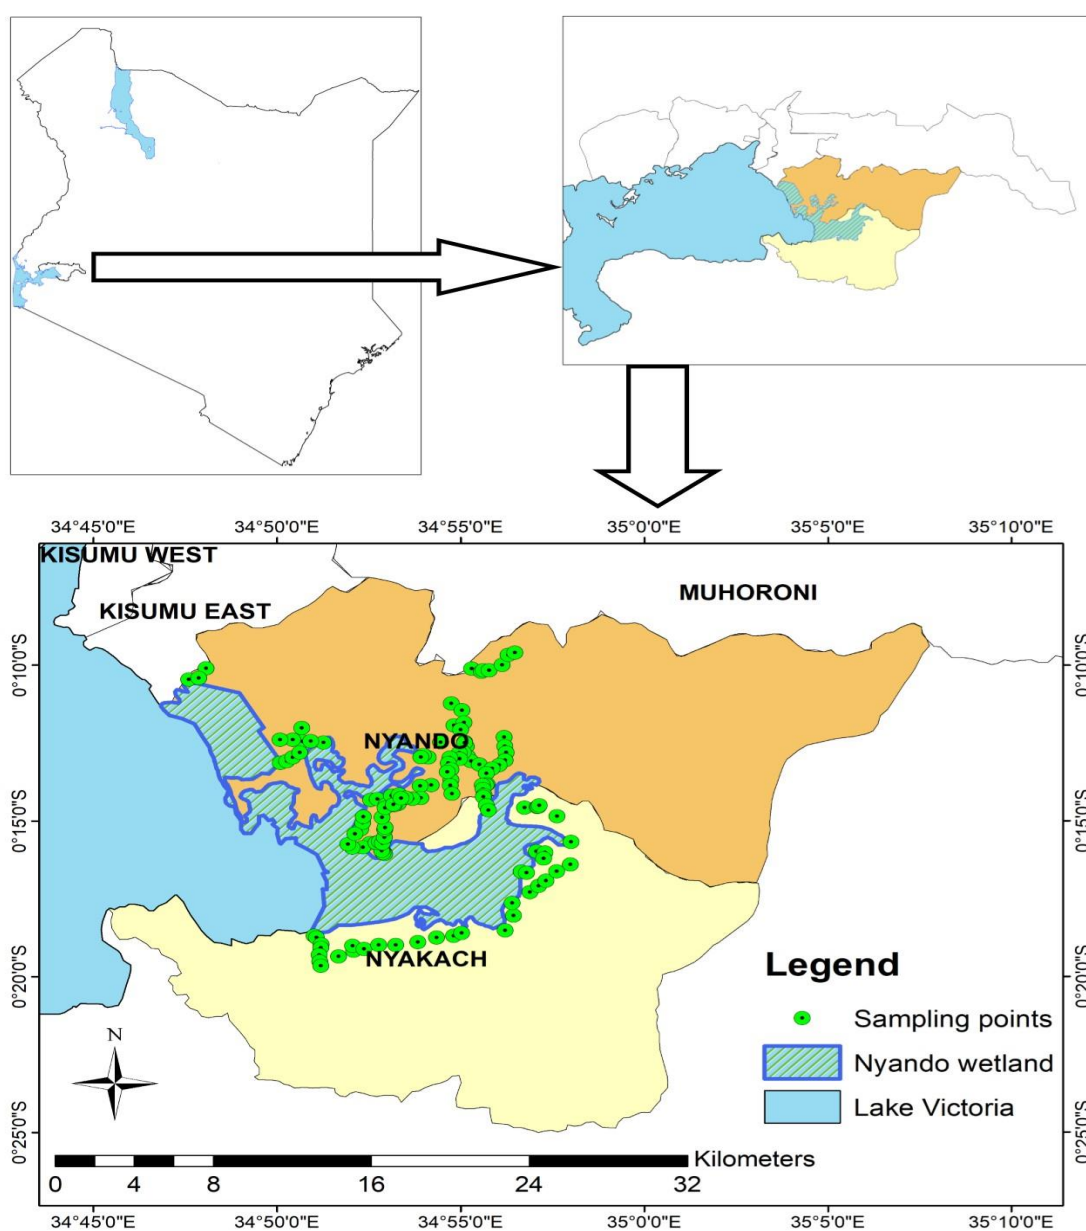 34°45'0"E 34°50'0"E 34°55'0"E 35°0'0"E 35°5'0"E 35°10'0"E
KISUMU WEST
MUHORONI
KISUMU EAST
0°10'0"S 0°10'0"S
NYANDO
0°15'0"S 0°15'0"S
NYAKACH
0°20'0"S 0°20'0"S
Legend
Sampling points
Nyando wetland
Lake Victoria
N
0°25'0"S 0°25'0"S
Kilometers
0 4 8 16 24 32
34°45'0"E 34°50'0"E 34°55'0"E 35°0'0"E 35°5'0"E 35°10'0"E